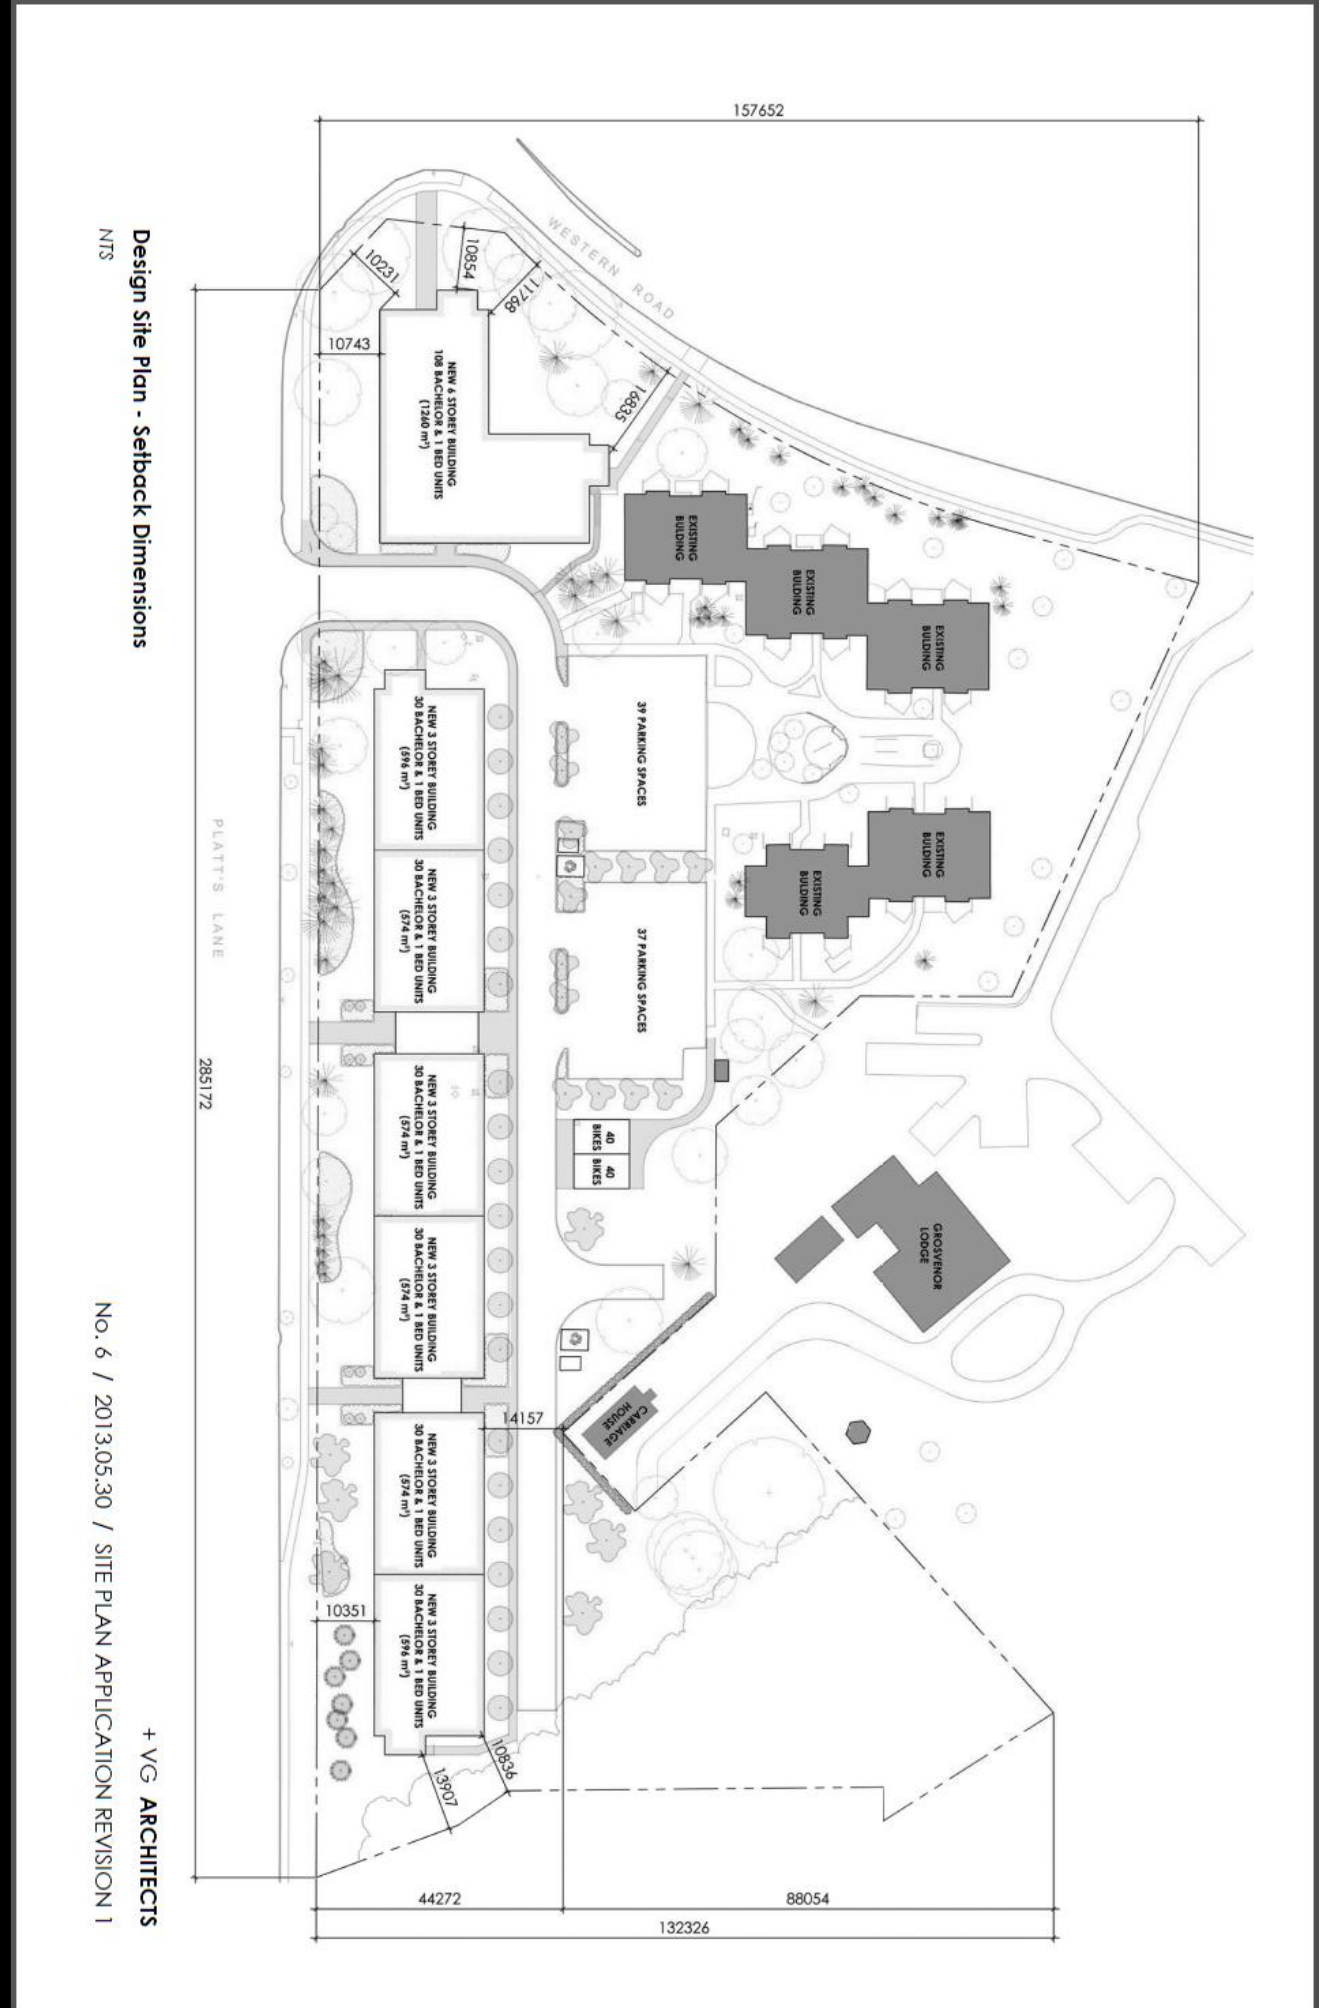 157652
WESTERN ROAD
10854
10231
11768
10743
16835
NEW 6 STOREY BUILDING
108 BACHELOR & 1 BED UNITS
(1260 m²)
EXISTING
BULDING
EXISTING
BULDING
EXISTING
BULDING
EXISTING
BULDING
EXISTING
BULDING
39 PARKING SPACES
37 PARKING SPACES
NEW 3 STOREY BUILDING
30 BACHELOR & 1 BED UNITS
(596 m²)
NEW 3 STOREY BUILDING
30 BACHELOR & 1 BED UNITS
(574 m²)
NEW 3 STOREY BUILDING
30 BACHELOR & 1 BED UNITS
(574 m²)
NEW 3 STOREY BUILDING
30 BACHELOR & 1 BED UNITS
(574 m²)
NEW 3 STOREY BUILDING
30 BACHELOR & 1 BED UNITS
(574 m²)
NEW 3 STOREY BUILDING
30 BACHELOR & 1 BED UNITS
(596 m²)
40
BIKES
40
BIKES
GROSVENOR
LODGE
CARRIAGE
HOUSE
14157
10351
10836
13907
PLATT'S LANE
285172
44272
88054
132326
Design Site Plan - Setback Dimensions
NTS
+ VG ARCHITECTS
No. 6 / 2013.05.30 / SITE PLAN APPLICATION REVISION 1